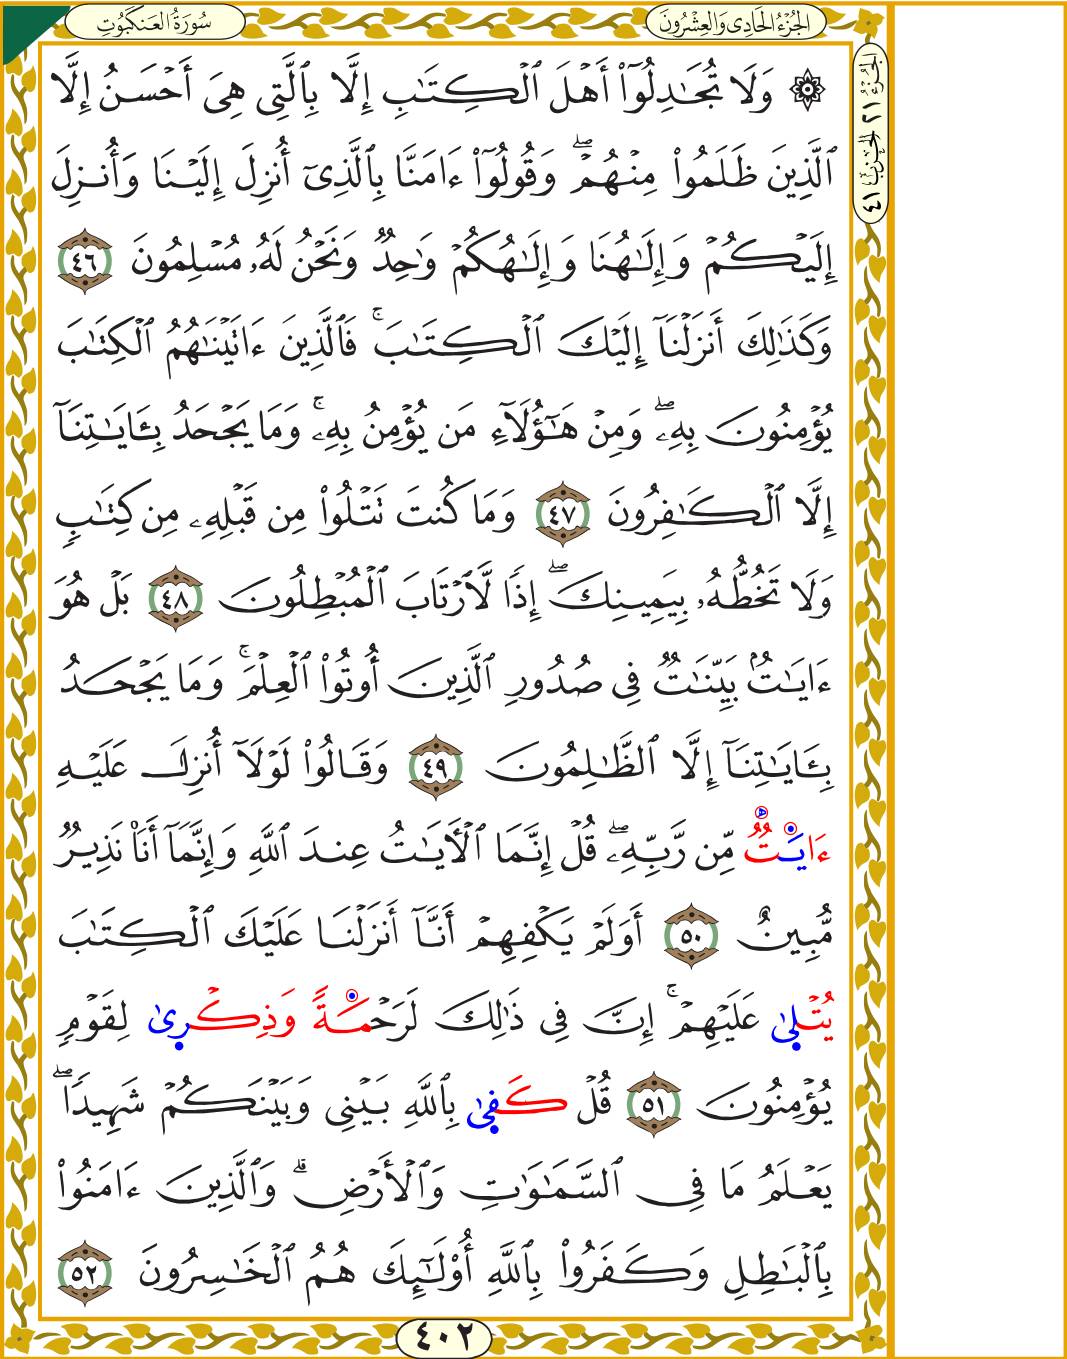 سُورَةُ العَنكَبُوتِ
الجُزْءُ الحَادِي وَالعِشْرُونَ
الجُزْءُ ٢١ الحِزْبُ ٤١
۞ وَلَا تُجَـٰدِلُوٓا۟ أَهْلَ ٱلْكِتَـٰبِ إِلَّا بِٱلَّتِى هِىَ أَحْسَنُ إِلَّا
ٱلَّذِينَ ظَلَمُوا۟ مِنْهُمْ ۖ وَقُولُوٓا۟ ءَامَنَّا بِٱلَّذِىٓ أُنزِلَ إِلَيْنَا وَأُنزِلَ
إِلَيْكُمْ وَإِلَـٰهُنَا وَإِلَـٰهُكُمْ وَٰحِدٌ وَنَحْنُ لَهُۥ مُسْلِمُونَ ٤٦
وَكَذَٰلِكَ أَنزَلْنَآ إِلَيْكَ ٱلْكِتَـٰبَ ۚ فَٱلَّذِينَ ءَاتَيْنَـٰهُمُ ٱلْكِتَـٰبَ
يُؤْمِنُونَ بِهِۦ ۖ وَمِنْ هَـٰٓؤُلَآءِ مَن يُؤْمِنُ بِهِۦ ۚ وَمَا يَجْحَدُ بِـَٔايَـٰتِنَآ
إِلَّا ٱلْكَـٰفِرُونَ ٤٧ وَمَا كُنتَ تَتْلُوا۟ مِن قَبْلِهِۦ مِن كِتَـٰبٍ
وَلَا تَخُطُّهُۥ بِيَمِينِكَ ۖ إِذًا لَّٱرْتَابَ ٱلْمُبْطِلُونَ ٤٨ بَلْ هُوَ
ءَايَـٰتٌۢ بَيِّنَـٰتٌ فِى صُدُورِ ٱلَّذِينَ أُوتُوا۟ ٱلْعِلْمَ ۚ وَمَا يَجْحَدُ
بِـَٔايَـٰتِنَآ إِلَّا ٱلظَّـٰلِمُونَ ٤٩ وَقَالُوا۟ لَوْلَآ أُنزِلَ عَلَيْهِ
ءَايَـٰتٌ مِّن رَّبِّهِۦ ۖ قُلْ إِنَّمَا ٱلْـَٔايَـٰتُ عِندَ ٱللَّهِ وَإِنَّمَآ أَنَا۠ نَذِيرٌ
مُّبِينٌ ٥٠ أَوَلَمْ يَكْفِهِمْ أَنَّآ أَنزَلْنَا عَلَيْكَ ٱلْكِتَـٰبَ
يُتْلِىٰ عَلَيْهِمْ ۚ إِنَّ فِى ذَٰلِكَ لَرَحْمَةً وَذِكْرِىٰ لِقَوْمٍ
يُؤْمِنُونَ ٥١ قُلْ كَفِىٰ بِٱللَّهِ بَيْنِى وَبَيْنَكُمْ شَهِيدًا ۖ
يَعْلَمُ مَا فِى ٱلسَّمَـٰوَٰتِ وَٱلْأَرْضِ ۗ وَٱلَّذِينَ ءَامَنُوا۟
بِٱلْبَـٰطِلِ وَكَفَرُوا۟ بِٱللَّهِ أُو۟لَـٰٓئِكَ هُمُ ٱلْخَـٰسِرُونَ ٥٢
٤٠٢